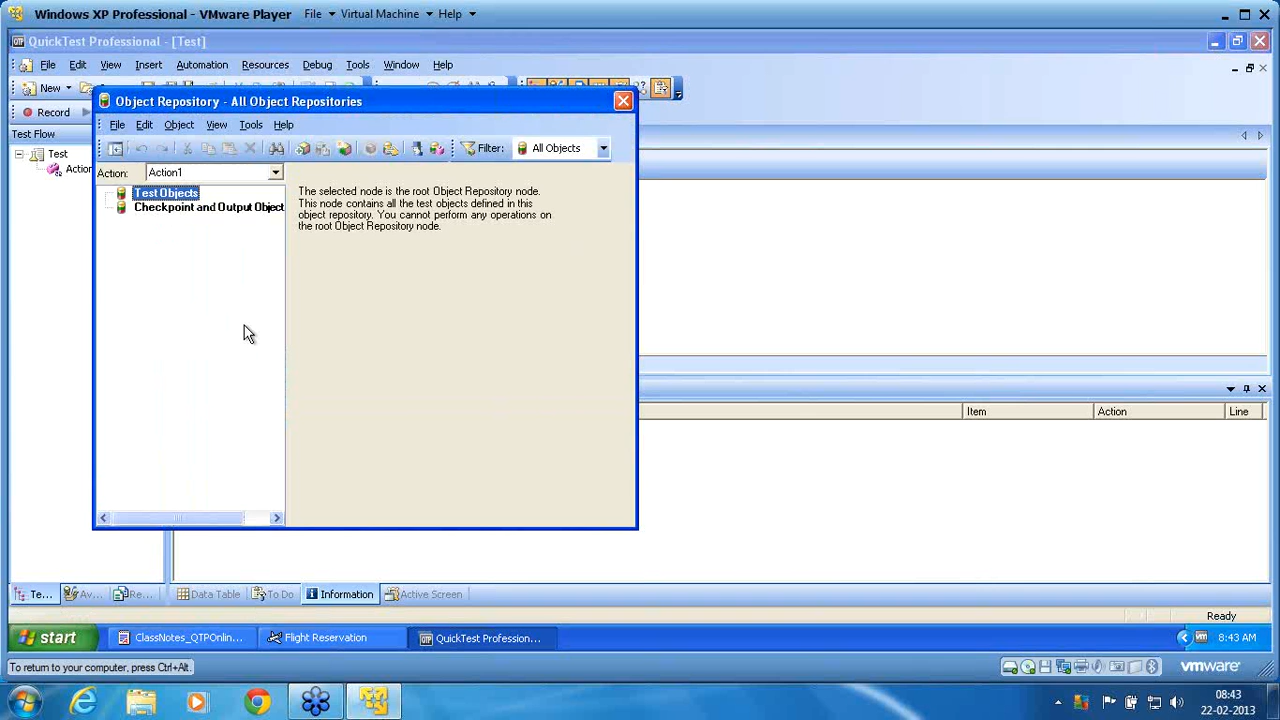 Windows XP Professional - VMware Player File Virtual Machine Help
QuickTest Professional - [Test]
File Edit View Insert Automation Resources Debug Tools Window Help
New
Object Repository - All Object Repositories
Record
File Edit Object View Tools Help
Test Flow
Filter: All Objects
Test
Action
Action: Action1
Test Objects
Checkpoint and Output Object
The selected node is the root Object Repository node.
This node contains all the test objects defined in this
object repository. You cannot perform any operations on
the root Object Repository node.
Item Action Line
Te... Av... Re... Data Table To Do Information Active Screen
Ready
start ClassNotes_QTPOnlin... Flight Reservation QuickTest Profession... 8:43 AM
To return to your computer, press Ctrl+Alt. vmware
08:43
22-02-2013